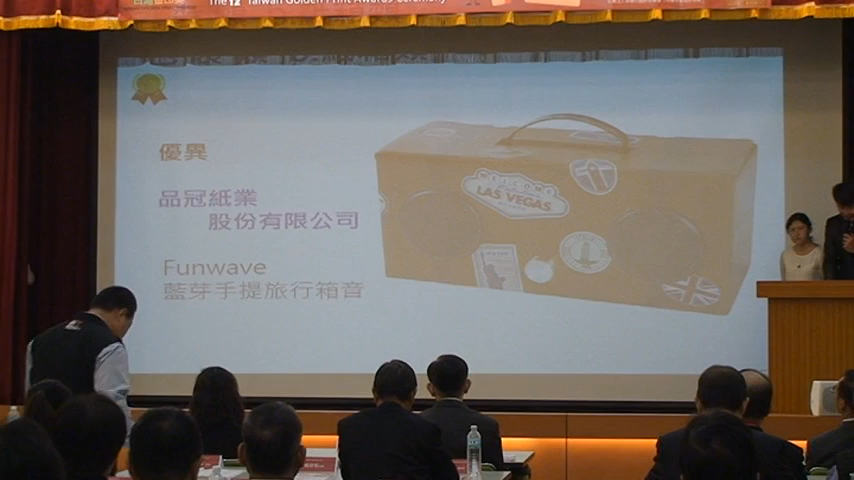 The 12th Taiwan Golden Print Awards Ceremony
優異
品冠紙業
股份有限公司
Funwave
藍芽手提旅行箱音
WELCOME
LAS VEGAS